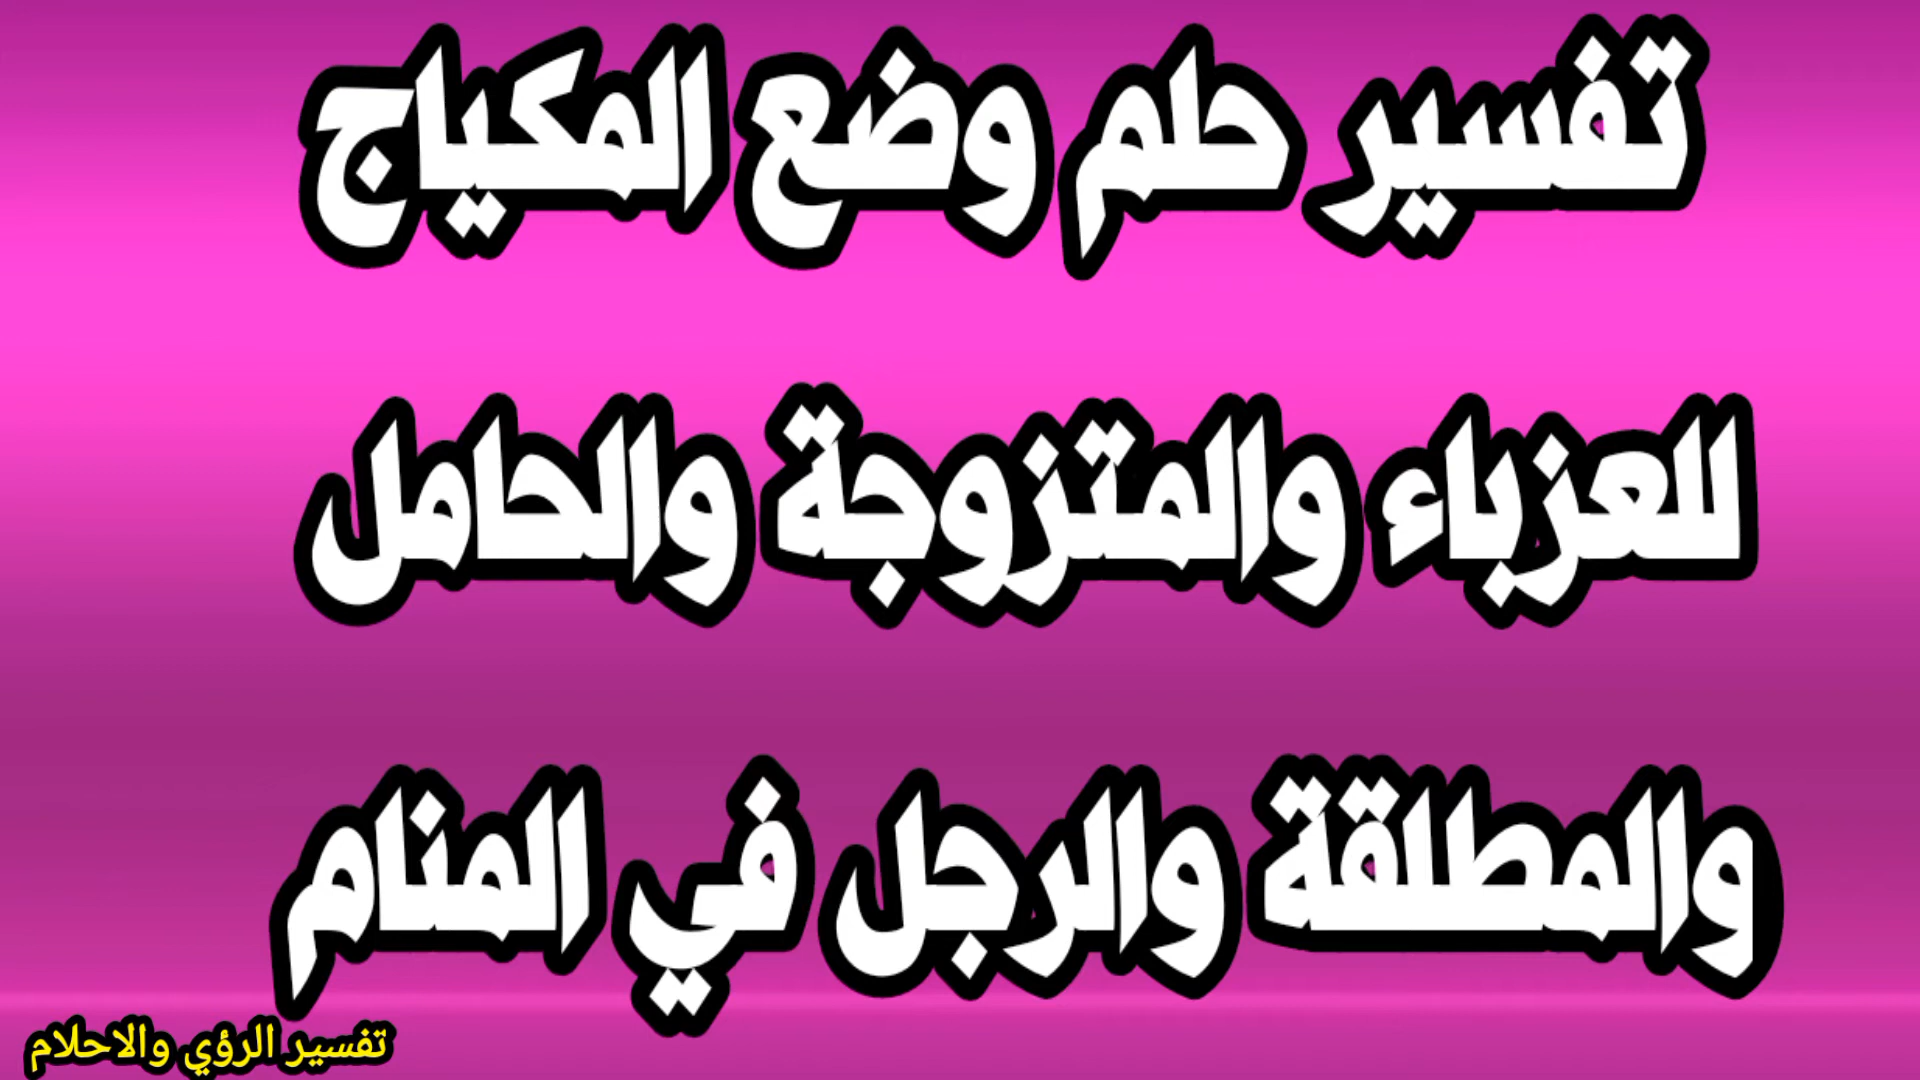 تفسير حلم وضع المكياج
للعزباء والمتزوجة والحامل
والمطلقة والرجل في المنام
تفسير الرؤي والاحلام